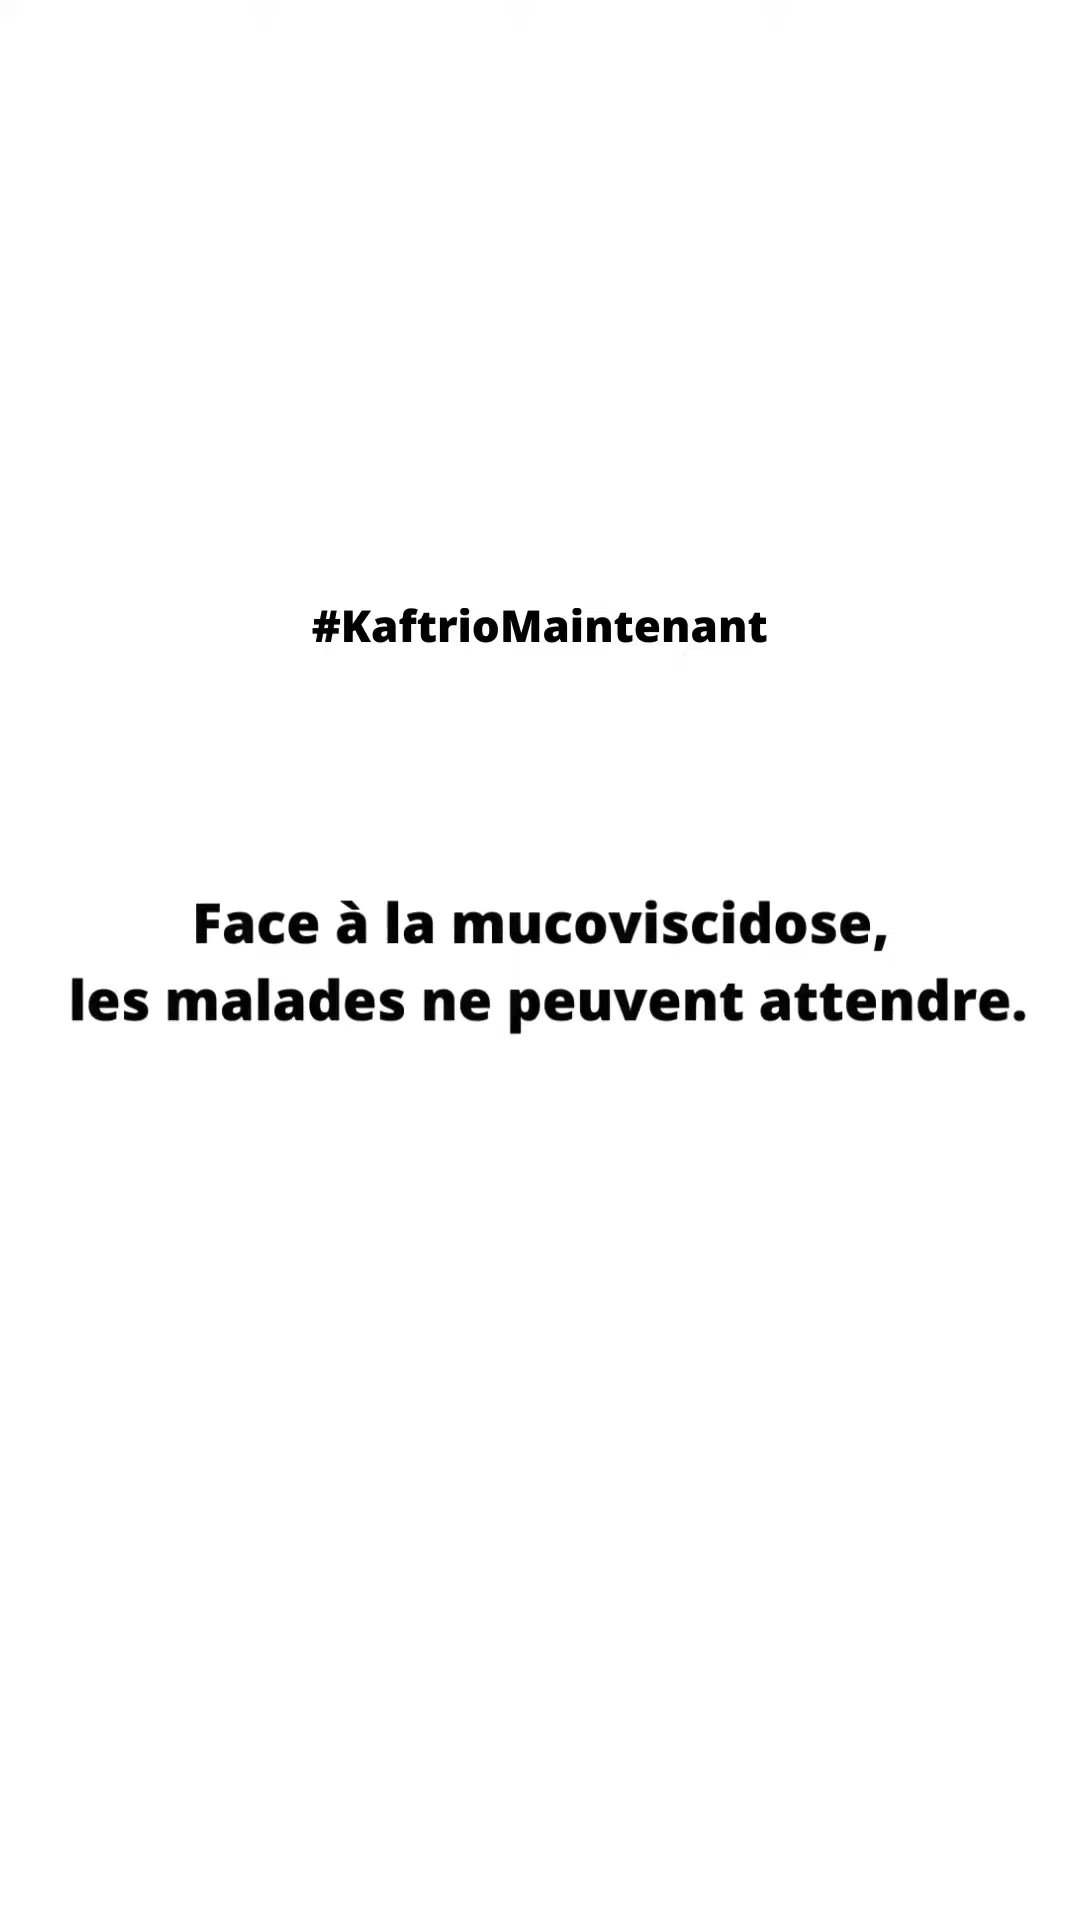 #KaftrioMaintenant
Face à la mucoviscidose,
les malades ne peuvent attendre.